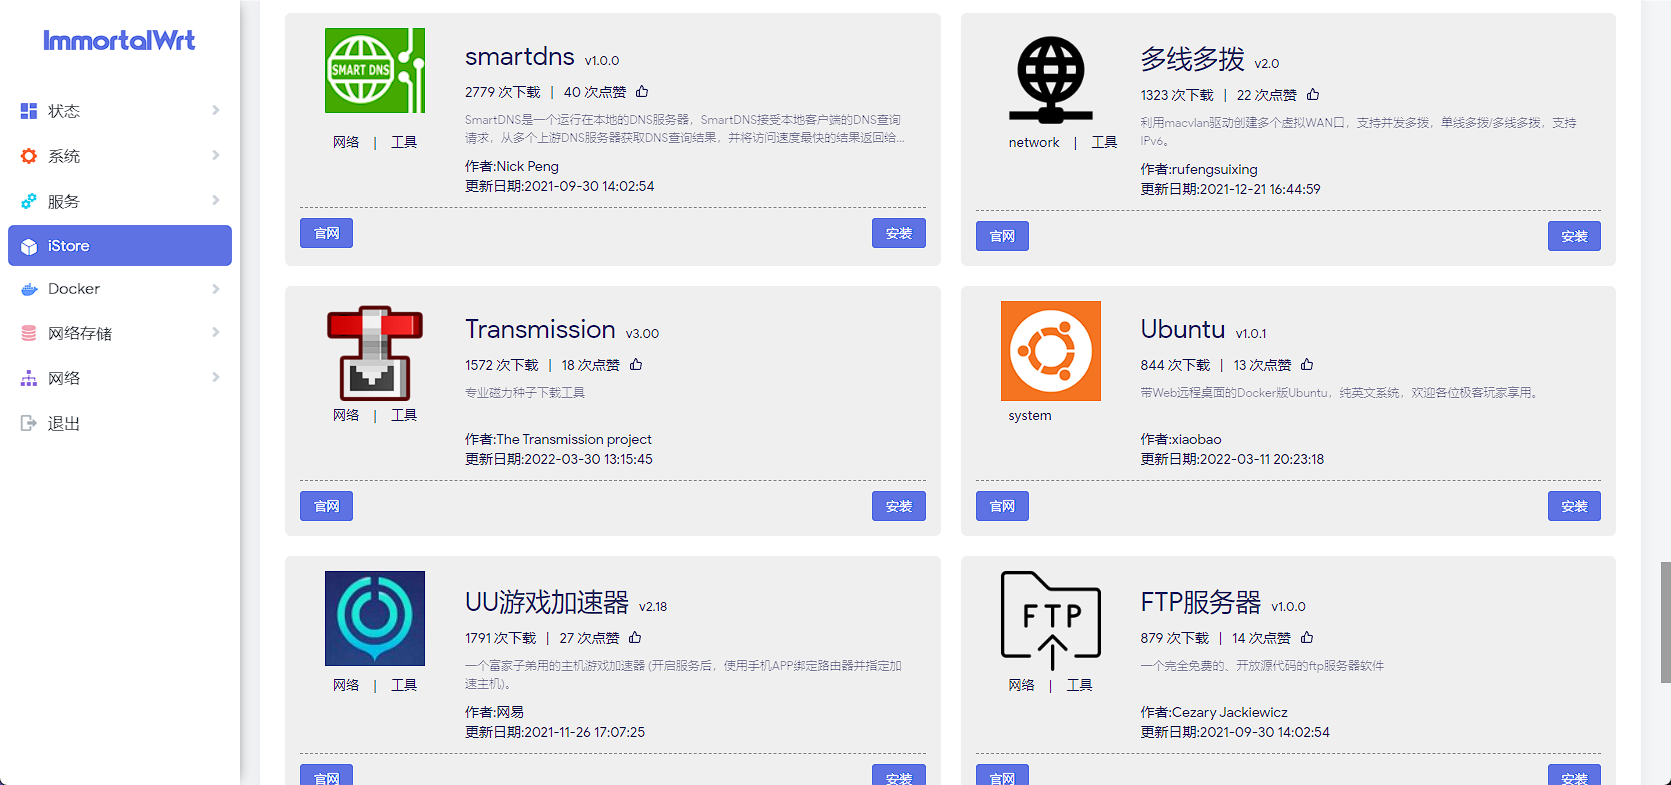 ImmortalWrt
状态
系统
服务
iStore
Docker
网络存储
网络
退出
SMART DNS
网络 | 工具
smartdns v1.0.0
2779 次下载 | 40 次点赞
SmartDNS是一个运行在本地的DNS服务器，SmartDNS接受本地客户端的DNS查询
请求，从多个上游DNS服务器获取DNS查询结果，并将访问速度最快的结果返回给...
作者:Nick Peng
更新日期:2021-09-30 14:02:54
官网
安装
network | 工具
多线多拨 v2.0
1323 次下载 | 22 次点赞
利用macvlan驱动创建多个虚拟WAN口，支持并发多拨，单线多拨/多线多拨，支持
IPv6。
作者:rufengsuixing
更新日期:2021-12-21 16:44:59
官网
安装
网络 | 工具
Transmission v3.00
1572 次下载 | 18 次点赞
专业磁力种子下载工具
作者:The Transmission project
更新日期:2022-03-30 13:15:45
官网
安装
system
Ubuntu v1.0.1
844 次下载 | 13 次点赞
带Web远程桌面的Docker版Ubuntu，纯英文系统，欢迎各位极客玩家享用。
作者:xiaobao
更新日期:2022-03-11 20:23:18
官网
安装
网络 | 工具
UU游戏加速器 v2.18
1791 次下载 | 27 次点赞
一个富家子弟用的主机游戏加速器 (开启服务后，使用手机APP绑定路由器并指定加
速主机)。
作者:网易
更新日期:2021-11-26 17:07:25
官网
安装
FTP
网络 | 工具
FTP服务器 v1.0.0
879 次下载 | 14 次点赞
一个完全免费的、开放源代码的ftp服务器软件
作者:Cezary Jackiewicz
更新日期:2021-09-30 14:02:54
官网
安装